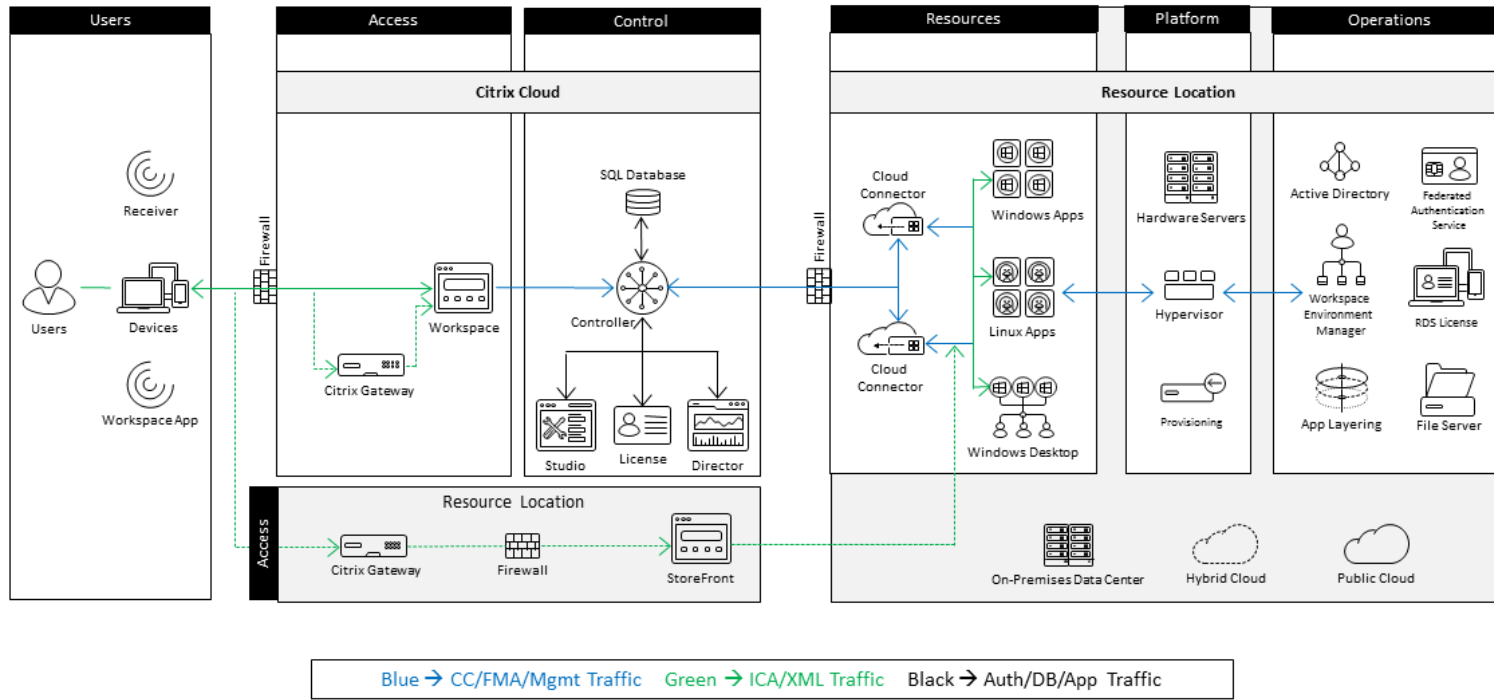 Users
Access
Control
Resources
Platform
Operations
Citrix Cloud
Resource Location
Receiver
Users
Devices
Workspace App
Firewall
Workspace
Citrix Gateway
SQL Database
Controller
Studio
License
Director
Firewall
Cloud
Connector
Cloud
Connector
Windows Apps
Linux Apps
Windows Desktop
Hardware Servers
Hypervisor
Provisioning
Active Directory
Federated
Authentication
Service
Workspace
Environment
Manager
RDS License
App Layering
File Server
Access
Resource Location
Citrix Gateway
Firewall
StoreFront
On-Premises Data Center
Hybrid Cloud
Public Cloud
Blue → CC/FMA/Mgmt Traffic Green → ICA/XML Traffic Black → Auth/DB/App Traffic